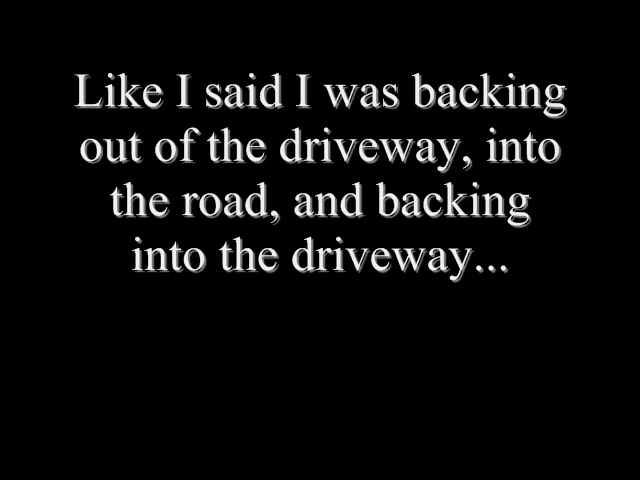 Like I said I was backing
out of the driveway, into
the road, and backing
into the driveway...